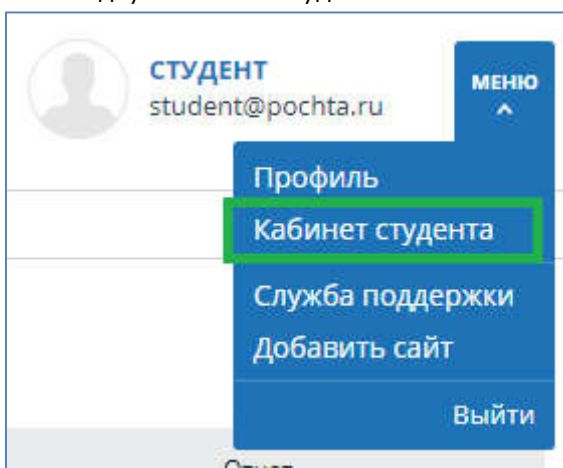 СТУДЕНТ
student@pochta.ru
МЕНЮ
Профиль
Кабинет студента
Служба поддержки
Добавить сайт
Выйти